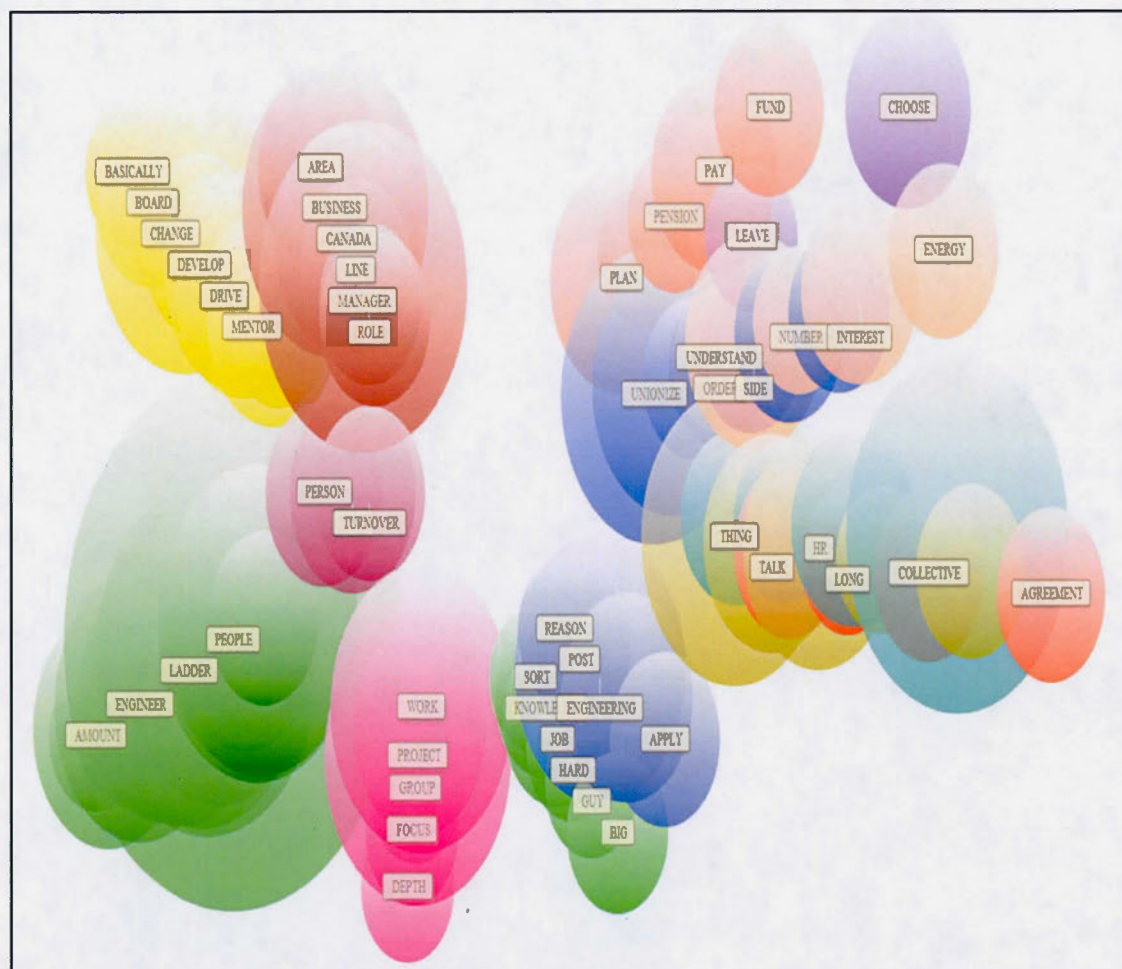 FUND
CHOOSE
BASICALLY
AREA
PAY
BOARD
BUSINESS
PENSION
CHANGE
CANADA
LEAVE
ENERGY
DEVELOP
LINE
PLAN
DRIVE
MANAGER
MENTOR
ROLE
NUMBER
INTEREST
UNDERSTAND
UNIONIZE
ORDER
SIDE
PERSON
TURNOVER
THING
HR
TALK
LONG
COLLECTIVE
AGREEMENT
PEOPLE
REASON
LADDER
POST
SORT
ENGINEER
WORK
KNOWLE
ENGINEERING
AMOUNT
JOB
APPLY
PROJECT
HARD
GROUP
GUY
FOCUS
BIG
DEPTH